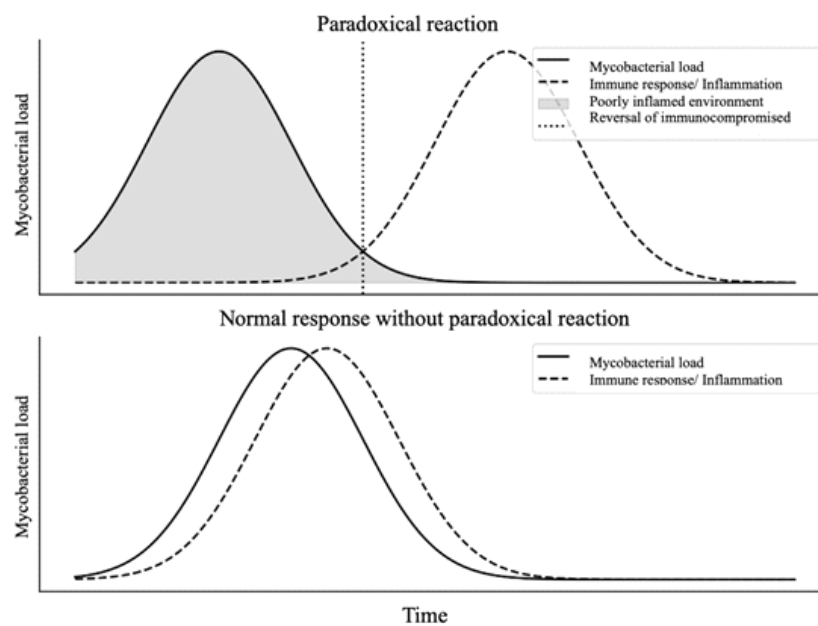 Paradoxical reaction
Mycobacterial load
Mycobacterial load
Immune response/ Inflammation
Poorly inflamed environment
Reversal of immunocompromised
Normal response without paradoxical reaction
Mycobacterial load
Mycobacterial load
Immune response/ Inflammation
Time